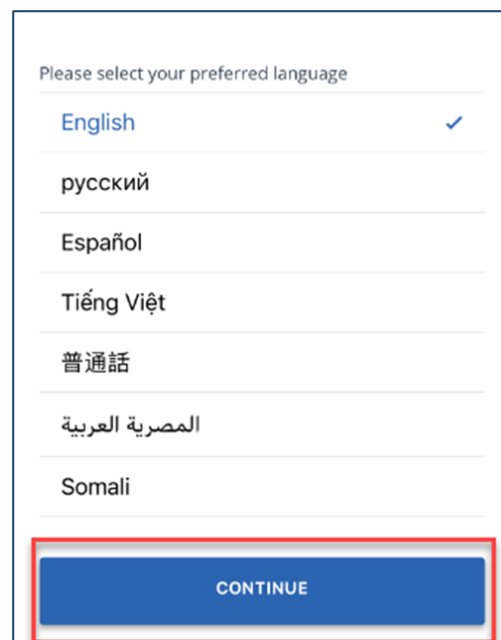 Please select your preferred language
English
русский
Español
Tiếng Việt
普通話
المصرية العربية
Somali
CONTINUE